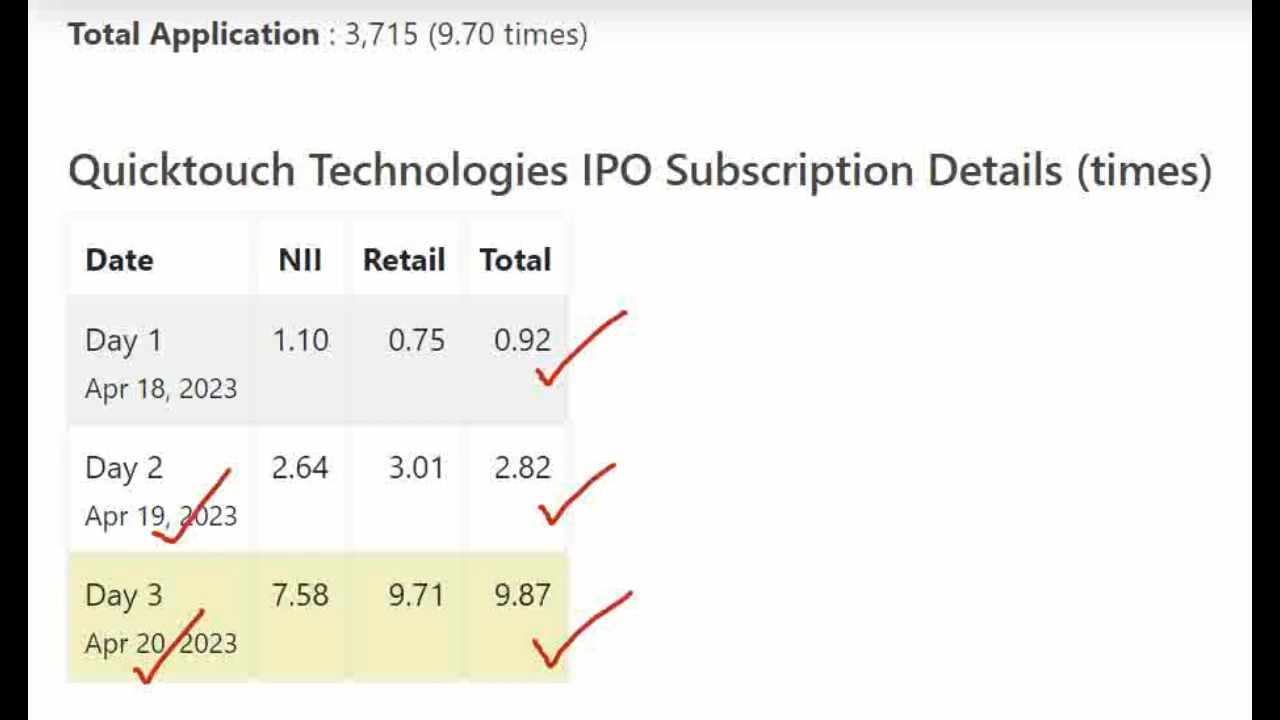 Total Application : 3,715 (9.70 times)
Quicktouch Technologies IPO Subscription Details (times)
Date NII Retail Total
Day 1 1.10 0.75 0.92
Apr 18, 2023
Day 2 2.64 3.01 2.82
Apr 19, 2023
Day 3 7.58 9.71 9.87
Apr 20, 2023